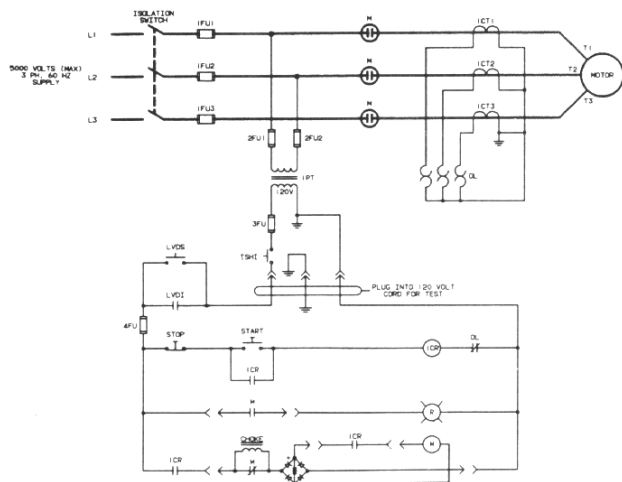 ISOLATION
SWITCH
L1
1FU1
M
1CT1
T1
5000 VOLTS (MAX)
3 PH, 60 HZ
SUPPLY
L2
1FU2
M
1CT2
T2
MOTOR
L3
1FU3
M
1CT3
T3
2FU1
2FU2
OL
1PT
120V
3FU
TSHI
LVDS
LVDI
PLUG INTO 120 VOLT
CORD FOR TEST
4FU
STOP
START
1CR
OL
1CR
M
R
CHOKE
1CR
M
1CR
M